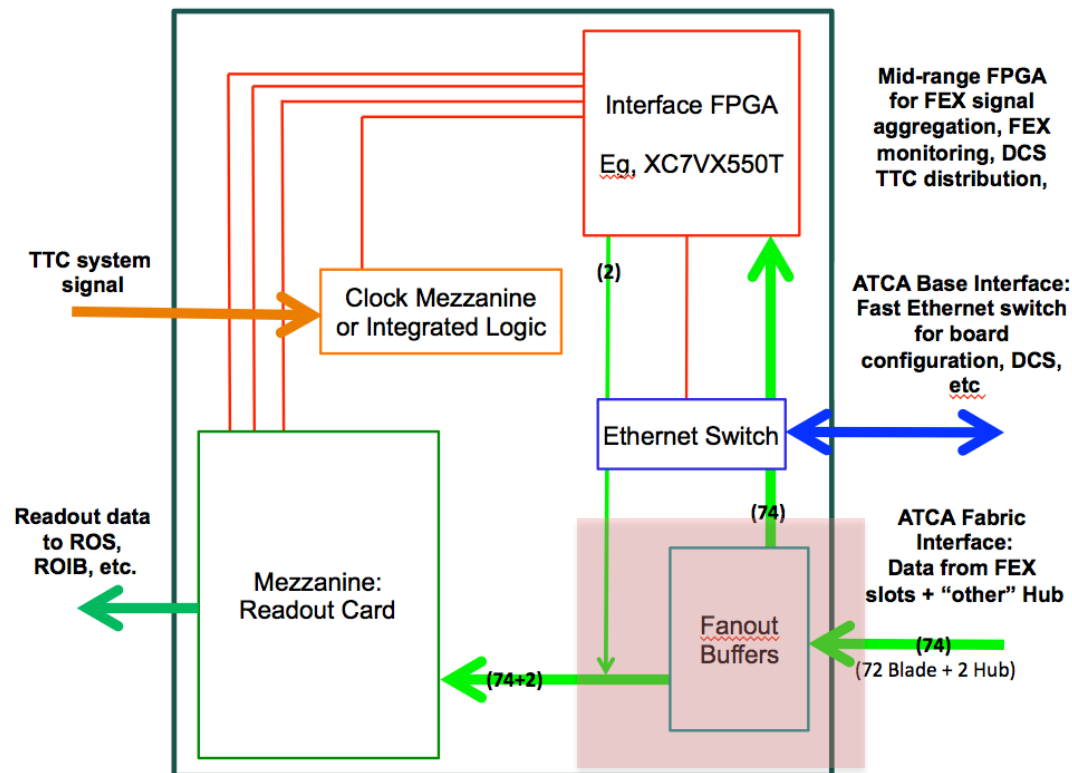 Interface FPGA
Eg, XC7VX550T
Mid-range FPGA
for FEX signal
aggregation, FEX
monitoring, DCS
TTC distribution,
TTC system
signal
(2)
Clock Mezzanine
or Integrated Logic
ATCA Base Interface:
Fast Ethernet switch
for board
configuration, DCS,
etc
Ethernet Switch
(74)
Readout data
to ROS,
ROIB, etc.
Mezzanine:
Readout Card
ATCA Fabric
Interface:
Data from FEX
slots + “other” Hub
Fanout
Buffers
(74)
(72 Blade + 2 Hub)
(74+2)